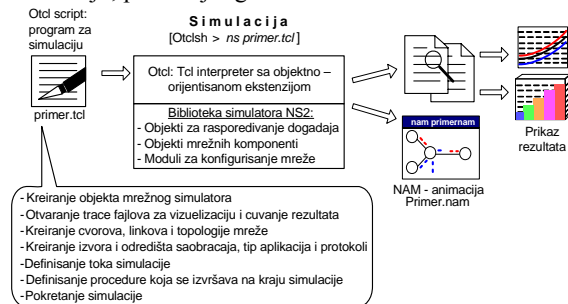 Otcl script:
program za
simulaciju
primer.tcl
Simulacija
[Otclsh > ns primer.tcl]
Otcl: Tcl interpreter sa objektno –
orijentisanom ekstenzijom
Biblioteka simulatora NS2:
- Objekti za rasporedivanje dogadaja
- Objekti mrežnih komponenti
- Moduli za konfigurisanje mreže
nam primernam
NAM - animacija
Primer.nam
Prikaz
rezultata
- Kreiranje objekta mrežnog simulatora
- Otvaranje trace fajlova za vizuelizaciju i cuvanje rezultata
- Kreiranje cvorova, linkova i topologije mreže
- Kreiranje izvora i odredišta saobracaja, tip aplikacija i protokoli
- Definisanje toka simulacije
- Definisanje procedure koja se izvršava na kraju simulacije
- Pokretanje simulacije